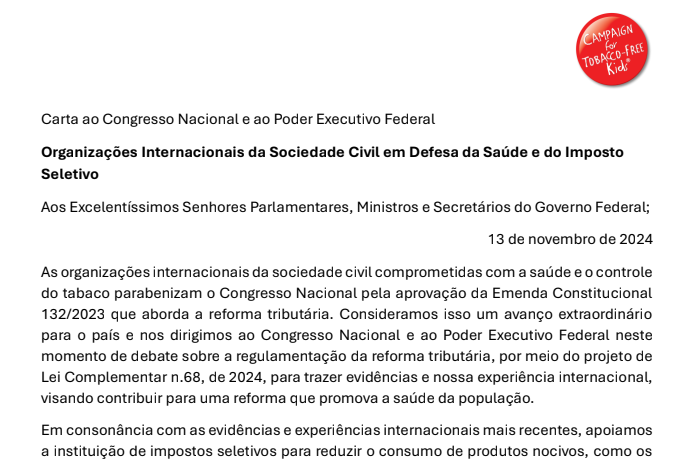 CAMPAIGN
for
TOBACCO-FREE
Kids®
Carta ao Congresso Nacional e ao Poder Executivo Federal
Organizações Internacionais da Sociedade Civil em Defesa da Saúde e do Imposto
Seletivo
Aos Excelentíssimos Senhores Parlamentares, Ministros e Secretários do Governo Federal;
13 de novembro de 2024
As organizações internacionais da sociedade civil comprometidas com a saúde e o controle
do tabaco parabenizam o Congresso Nacional pela aprovação da Emenda Constitucional
132/2023 que aborda a reforma tributária. Consideramos isso um avanço extraordinário
para o país e nos dirigimos ao Congresso Nacional e ao Poder Executivo Federal neste
momento de debate sobre a regulamentação da reforma tributária, por meio do projeto de
Lei Complementar n.68, de 2024, para trazer evidências e nossa experiência internacional,
visando contribuir para uma reforma que promova a saúde da população.
Em consonância com as evidências e experiências internacionais mais recentes, apoiamos
a instituição de impostos seletivos para reduzir o consumo de produtos nocivos, como os